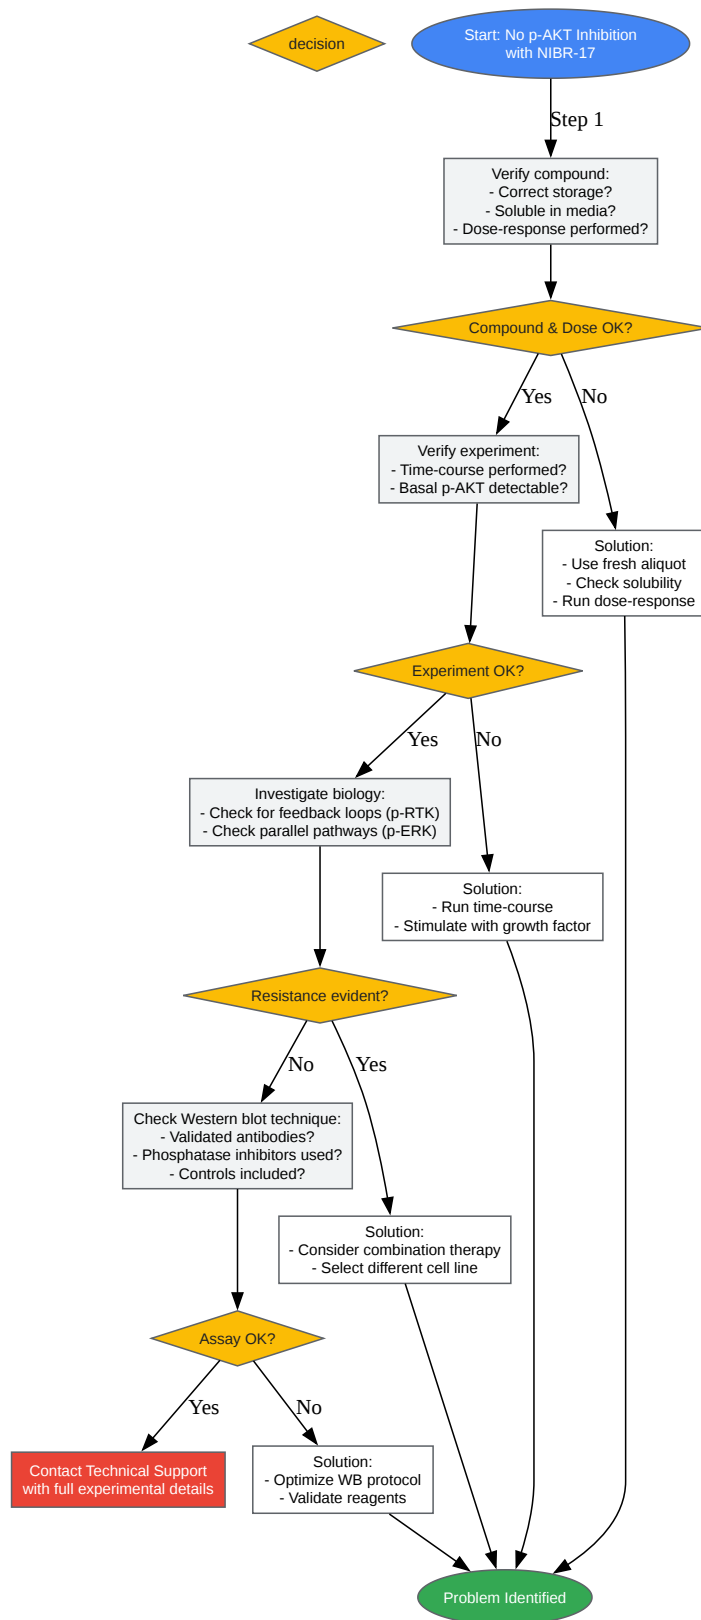 decision
Start: No p-AKT Inhibition
with NIBR-17
Step 1
Verify compound:
- Correct storage?
- Soluble in media?
- Dose-response performed?
Compound & Dose OK?
Yes
No
Verify experiment:
- Time-course performed?
- Basal p-AKT detectable?
Solution:
- Use fresh aliquot
- Check solubility
- Run dose-response
Experiment OK?
Yes
No
Investigate biology:
- Check for feedback loops (p-RTK)
- Check parallel pathways (p-ERK)
Solution:
- Run time-course
- Stimulate with growth factor
Resistance evident?
No
Yes
Check Western blot technique:
- Validated antibodies?
- Phosphatase inhibitors used?
- Controls included?
Solution:
- Consider combination therapy
- Select different cell line
Assay OK?
Yes
No
Contact Technical Support
with full experimental details
Solution:
- Optimize WB protocol
- Validate reagents
Problem Identified